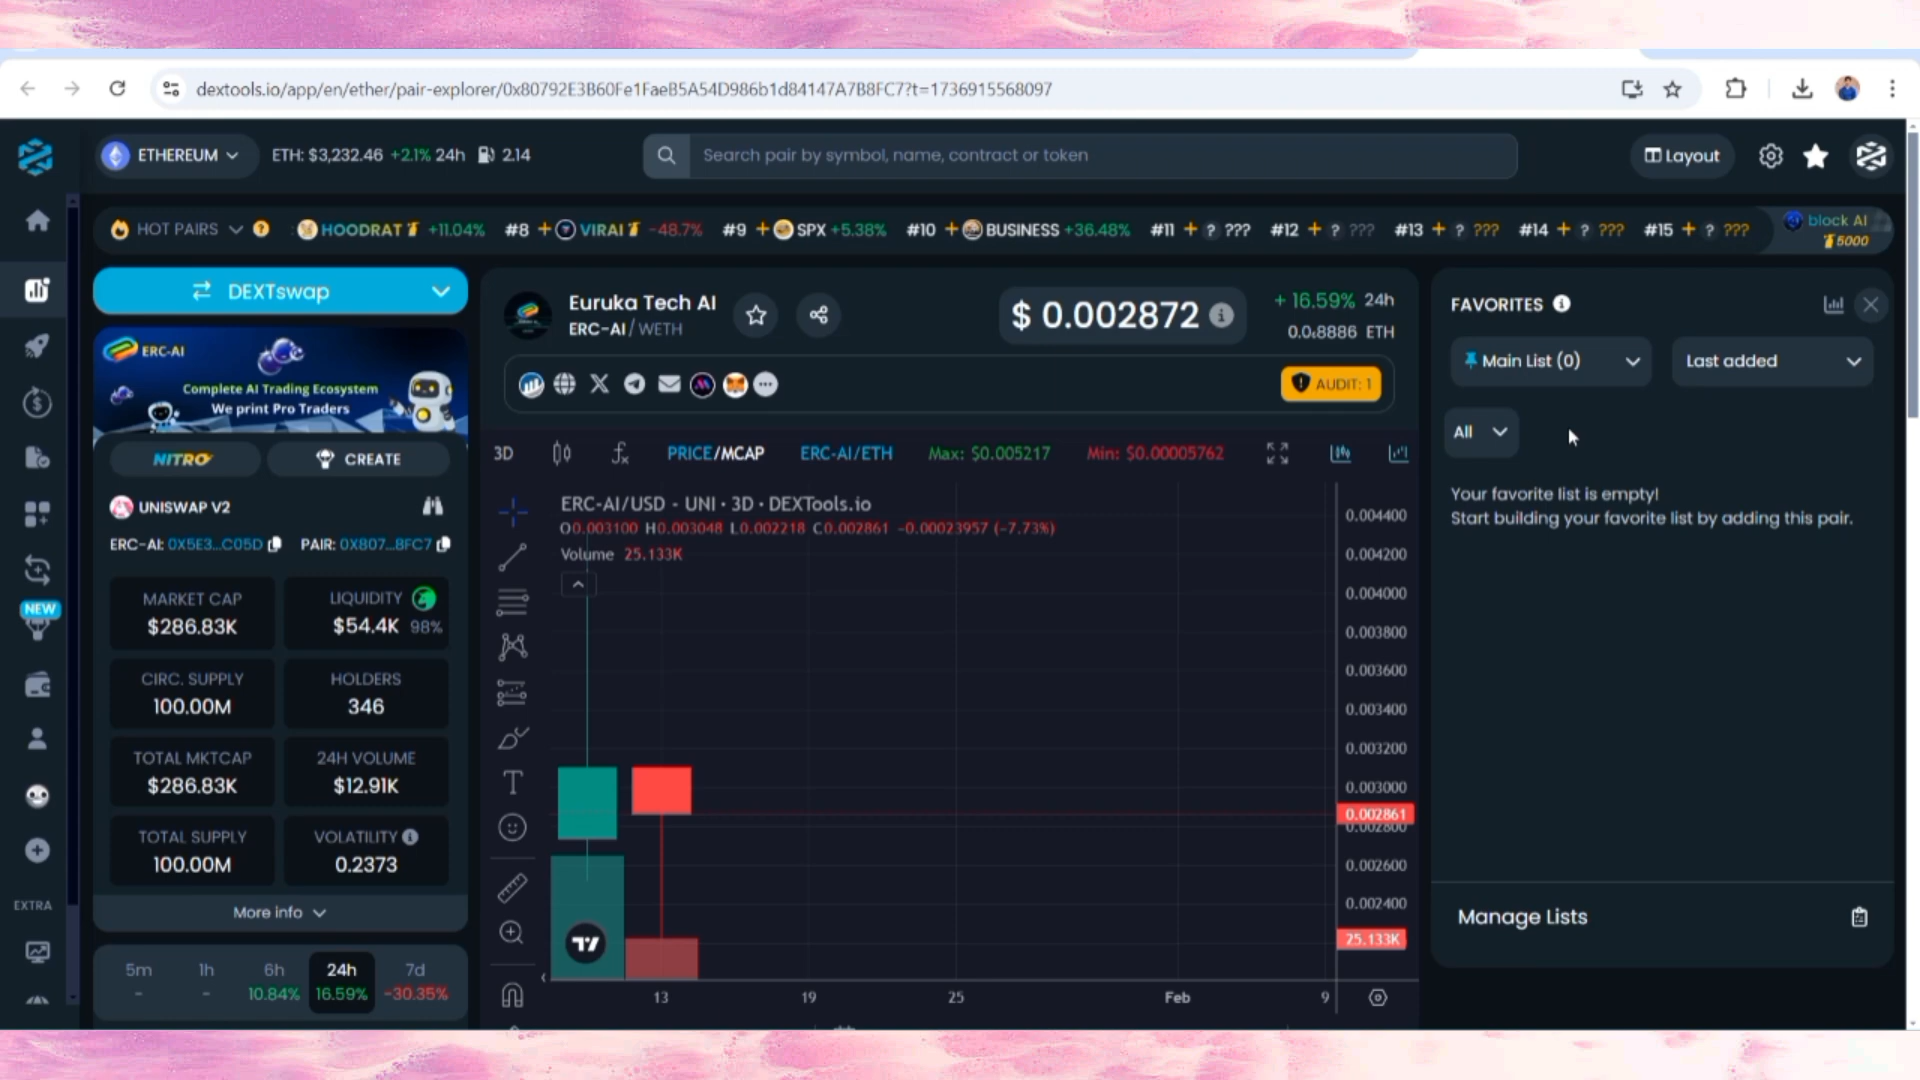 dextools.io/app/en/ether/pair-explorer/0x80792E3B60Fe1FaeB5A54D986b1d84147A7B8FC7?t=1736915568097
ETHEREUM
ETH: $3,232.46 +2.1% 24h 2.14
Search pair by symbol, name, contract or token
Layout
HOT PAIRS
HOODRAT +11.04% #8 VIRAI -48.7% #9 SPX +5.38% #10 BUSINESS +36.48% #11 ? ??? #12 ? ??? #13 ? ??? #14 ? ??? #15 ? ???
block AI
5000
DEXTswap
ERC-AI
Complete AI Trading Ecosystem
We print Pro Traders
NITRO
CREATE
UNISWAP V2
ERC-AI: 0X5E3...C05D PAIR: 0X807...8FC7
MARKET CAP
$286.83K
LIQUIDITY
$54.4K 98%
CIRC. SUPPLY
100.00M
HOLDERS
346
TOTAL MKTCAP
$286.83K
24H VOLUME
$12.91K
TOTAL SUPPLY
100.00M
VOLATILITY
0.2373
More info
5m 1h 6h 24h 7d
- - 10.84% 16.59% -30.35%
NEW
EXTRA
Euruka Tech AI
ERC-AI / WETH
$ 0.002872
+ 16.59% 24h
0.0₆8886 ETH
AUDIT: 1
3D
PRICE/MCAP
ERC-AI/ETH
Max: $0.005217
Min: $0.00005762
ERC-AI/USD - UNI · 3D · DEXTools.io
O0.003100 H0.003048 L0.002218 C0.002861 -0.00023957 (-7.73%)
Volume 25.133K
0.004400
0.004200
0.004000
0.003800
0.003600
0.003400
0.003200
0.003000
0.002861
0.002800
0.002600
0.002400
25.133K
13 19 25 Feb 9
FAVORITES
Main List (0)
Last added
All
Your favorite list is empty!
Start building your favorite list by adding this pair.
Manage Lists